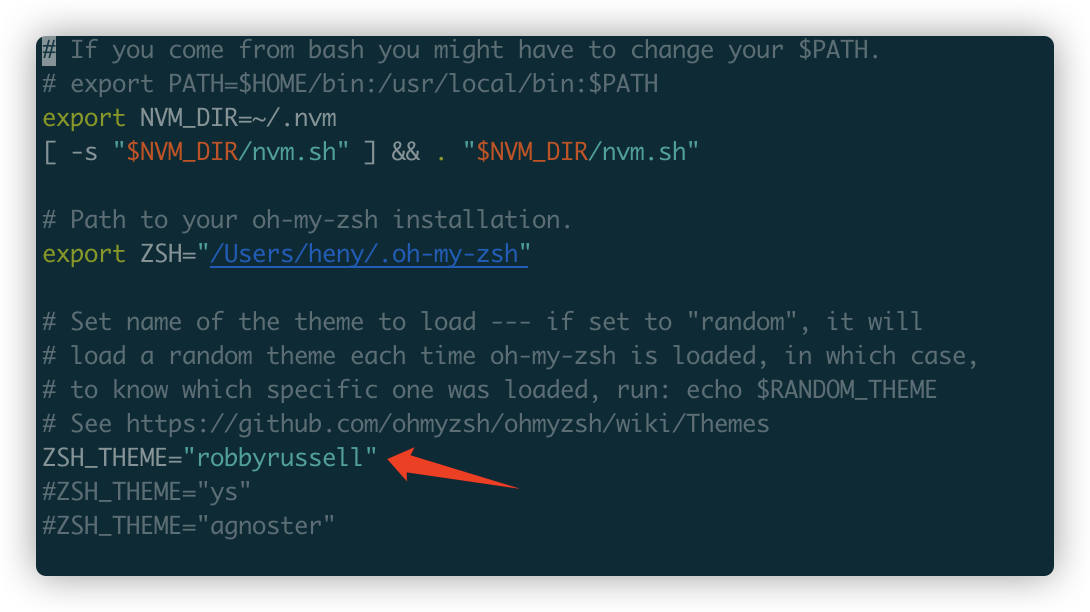 # If you come from bash you might have to change your $PATH.
# export PATH=$HOME/bin:/usr/local/bin:$PATH
export NVM_DIR=~/.nvm
[ -s "$NVM_DIR/nvm.sh" ] && . "$NVM_DIR/nvm.sh"
# Path to your oh-my-zsh installation.
export ZSH="/Users/heny/.oh-my-zsh"
# Set name of the theme to load --- if set to "random", it will
# load a random theme each time oh-my-zsh is loaded, in which case,
# to know which specific one was loaded, run: echo $RANDOM_THEME
# See https://github.com/ohmyzsh/ohmyzsh/wiki/Themes
ZSH_THEME="robbyrussell"
#ZSH_THEME="ys"
#ZSH_THEME="agnoster"